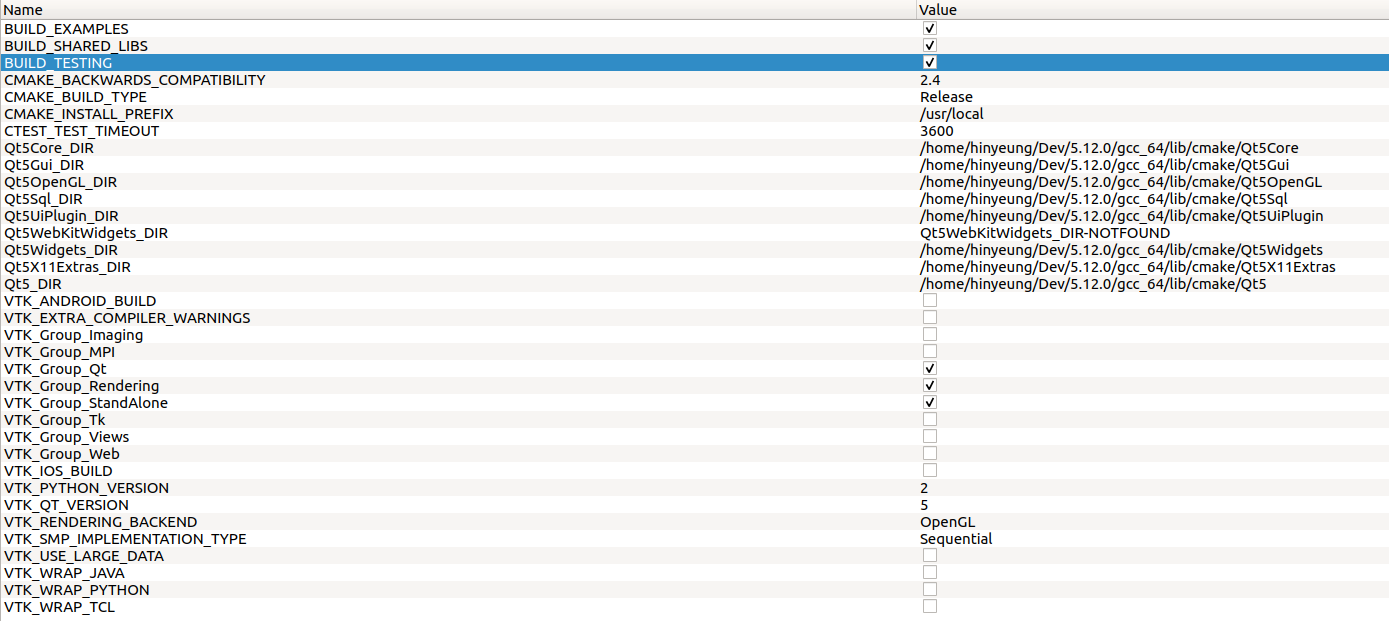 Name Value
BUILD_EXAMPLES
BUILD_SHARED_LIBS
BUILD_TESTING
CMAKE_BACKWARDS_COMPATIBILITY 2.4
CMAKE_BUILD_TYPE Release
CMAKE_INSTALL_PREFIX /usr/local
CTEST_TEST_TIMEOUT 3600
Qt5Core_DIR /home/hinyeung/Dev/5.12.0/gcc_64/lib/cmake/Qt5Core
Qt5Gui_DIR /home/hinyeung/Dev/5.12.0/gcc_64/lib/cmake/Qt5Gui
Qt5OpenGL_DIR /home/hinyeung/Dev/5.12.0/gcc_64/lib/cmake/Qt5OpenGL
Qt5Sql_DIR /home/hinyeung/Dev/5.12.0/gcc_64/lib/cmake/Qt5Sql
Qt5UiPlugin_DIR /home/hinyeung/Dev/5.12.0/gcc_64/lib/cmake/Qt5UiPlugin
Qt5WebKitWidgets_DIR Qt5WebKitWidgets_DIR-NOTFOUND
Qt5Widgets_DIR /home/hinyeung/Dev/5.12.0/gcc_64/lib/cmake/Qt5Widgets
Qt5X11Extras_DIR /home/hinyeung/Dev/5.12.0/gcc_64/lib/cmake/Qt5X11Extras
Qt5_DIR /home/hinyeung/Dev/5.12.0/gcc_64/lib/cmake/Qt5
VTK_ANDROID_BUILD
VTK_EXTRA_COMPILER_WARNINGS
VTK_Group_Imaging
VTK_Group_MPI
VTK_Group_Qt
VTK_Group_Rendering
VTK_Group_StandAlone
VTK_Group_Tk
VTK_Group_Views
VTK_Group_Web
VTK_IOS_BUILD
VTK_PYTHON_VERSION 2
VTK_QT_VERSION 5
VTK_RENDERING_BACKEND OpenGL
VTK_SMP_IMPLEMENTATION_TYPE Sequential
VTK_USE_LARGE_DATA
VTK_WRAP_JAVA
VTK_WRAP_PYTHON
VTK_WRAP_TCL